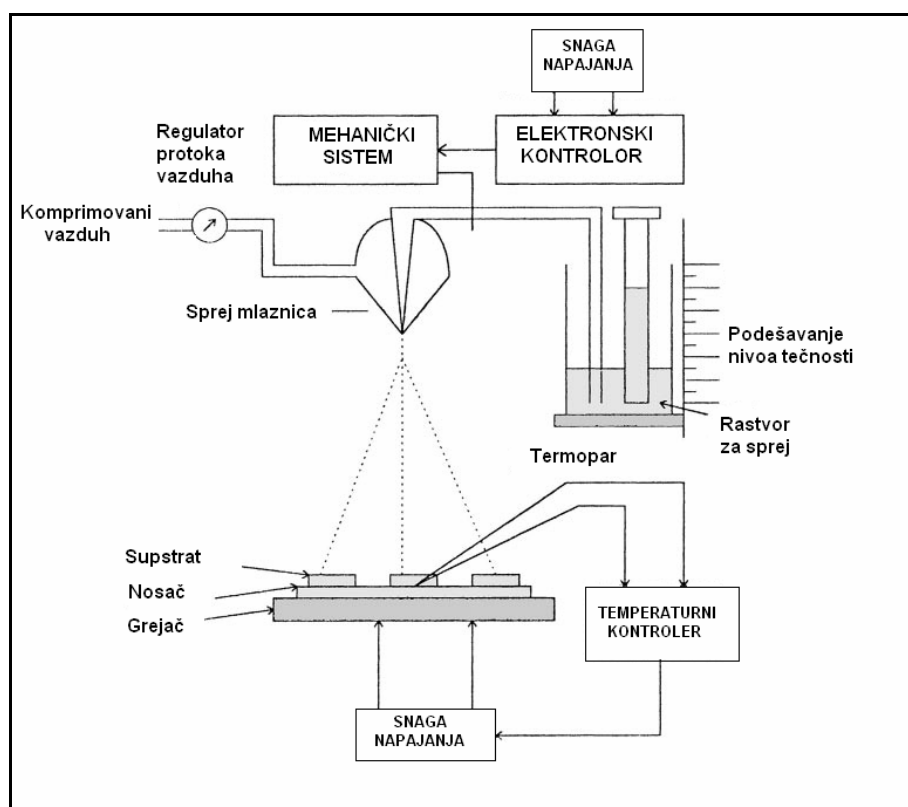 SNAGA
NAPAJANJA
Regulator
protoka
vazduha
MEHANIČKI
SISTEM
ELEKTRONSKI
KONTROLOR
Komprimovani
vazduh
Sprej mlaznica
Podešavanje
nivoa tečnosti
Rastvor
za sprej
Termopar
Supstrat
Nosač
Grejač
TEMPERATURNI
KONTROLER
SNAGA
NAPAJANJA